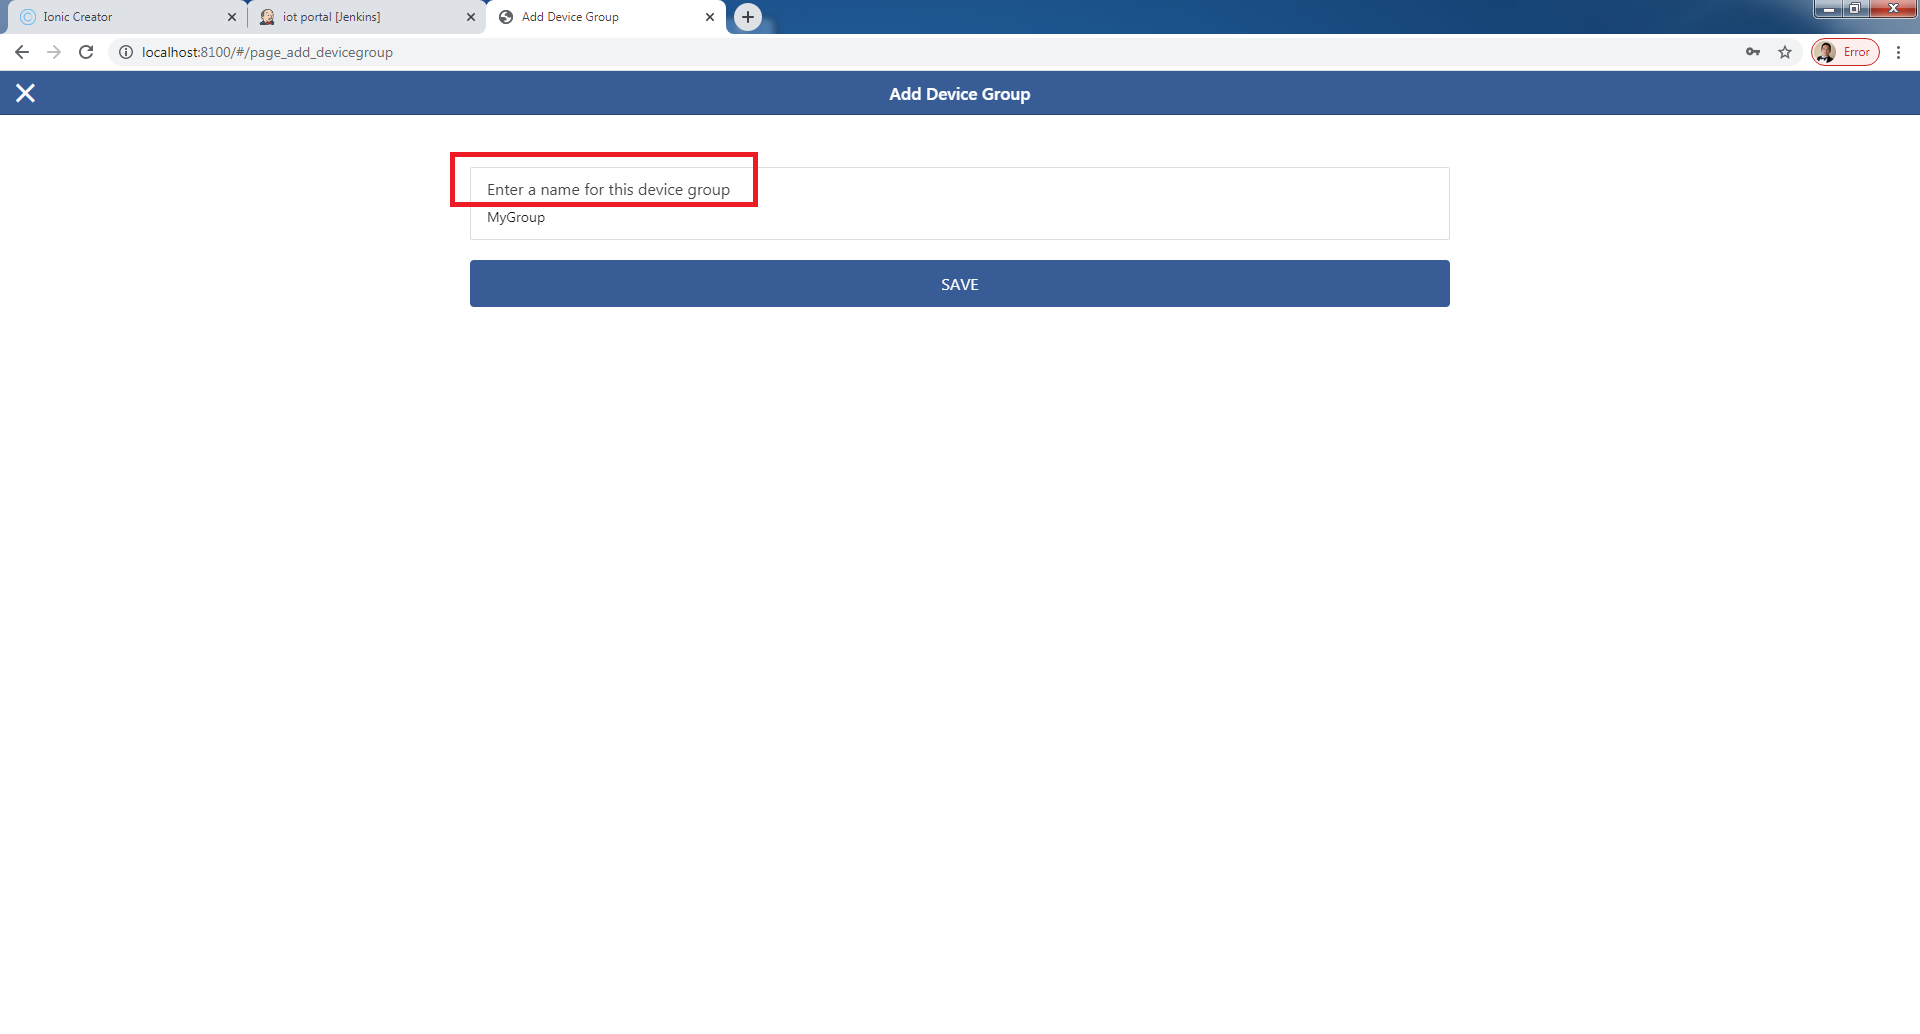 Ionic Creator
iot portal [Jenkins]
Add Device Group
localhost:8100/#/page_add_devicegroup
Error
Add Device Group
Enter a name for this device group
MyGroup
SAVE